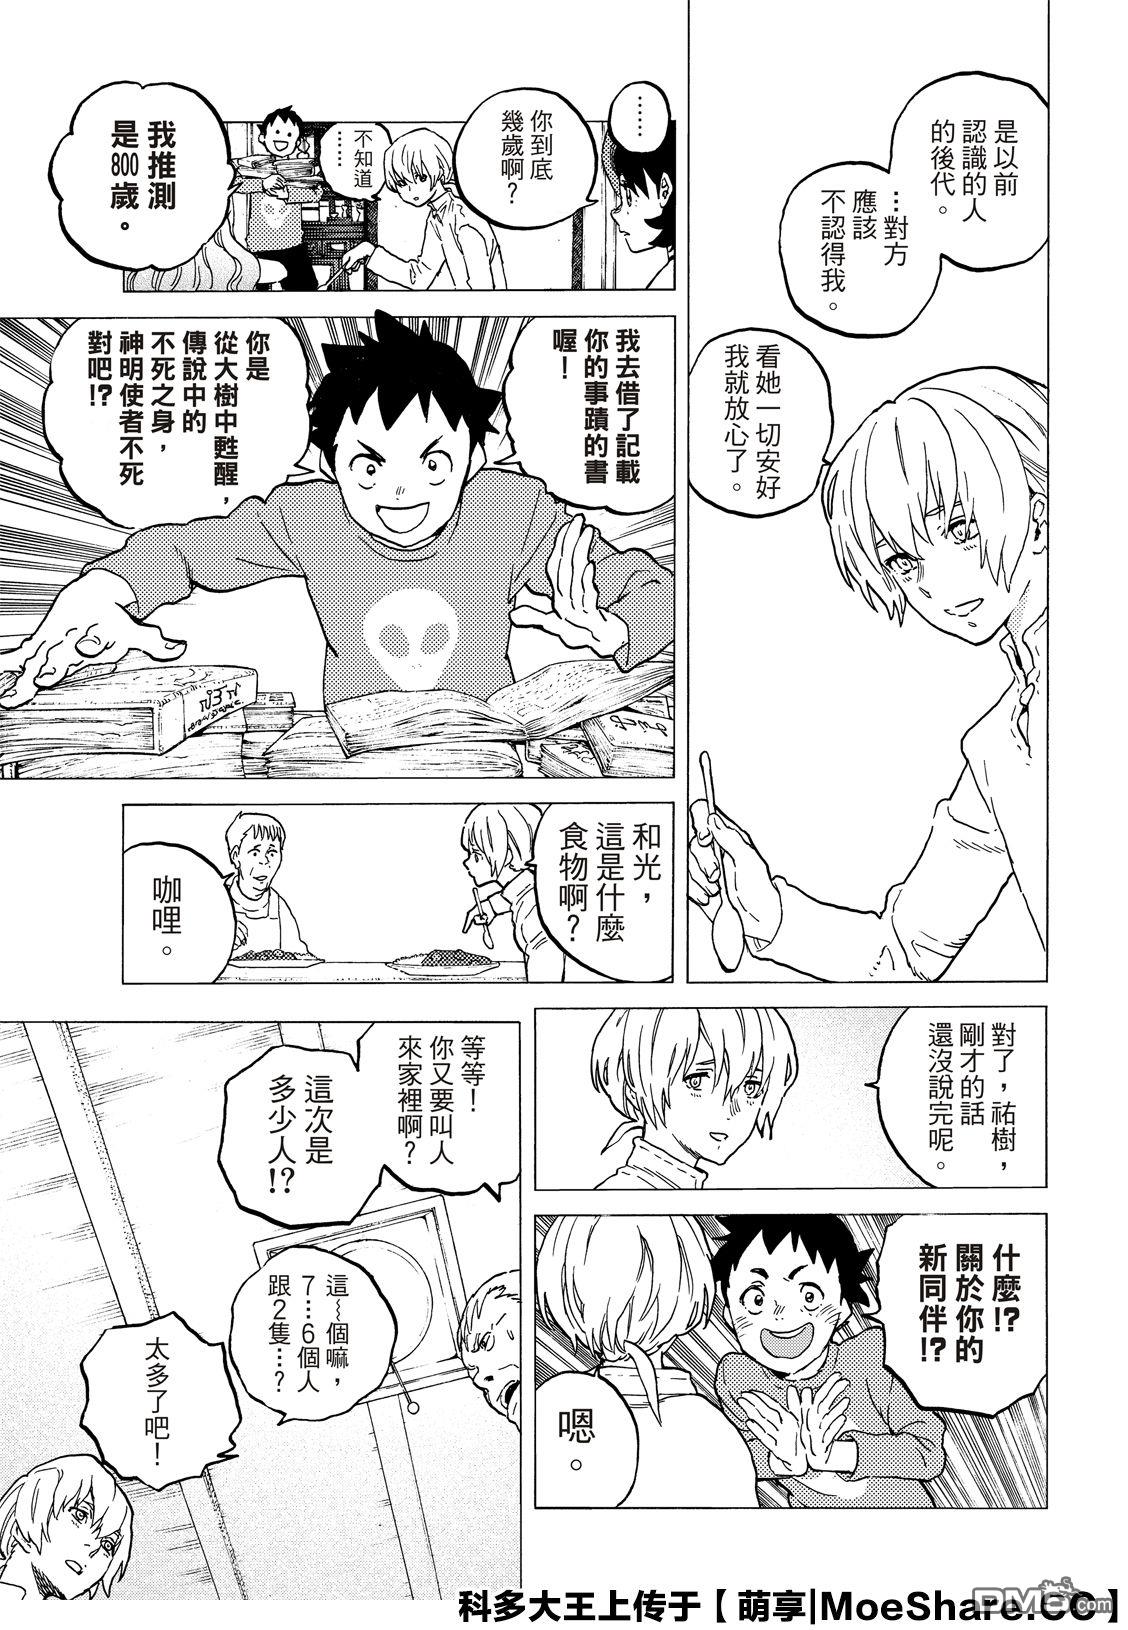 是以前
認識的人
的後代。
…對方
應該
不認得我。
看她一切安好
我就放心了。
……
你到底
幾歲啊？
不知道
……
我推測
是800歲。
我去借了記載
你的事蹟的書
喔！
你是
從大樹中甦醒，
傳說中的
不死之身，
神明使者不死
對吧!?
和光，
這是什麼
食物啊？
咖哩。
對了，祐樹，
剛才的話
還沒說完呢。
什麼!?
關於你的
新同伴!?
嗯。
等等！
你又要叫人
來家裡啊？
這次是
多少人!?
這~個嘛，
7…6個人
跟2隻…？
太多了吧！
科多大王上传于【萌享|MoeShare.CC】